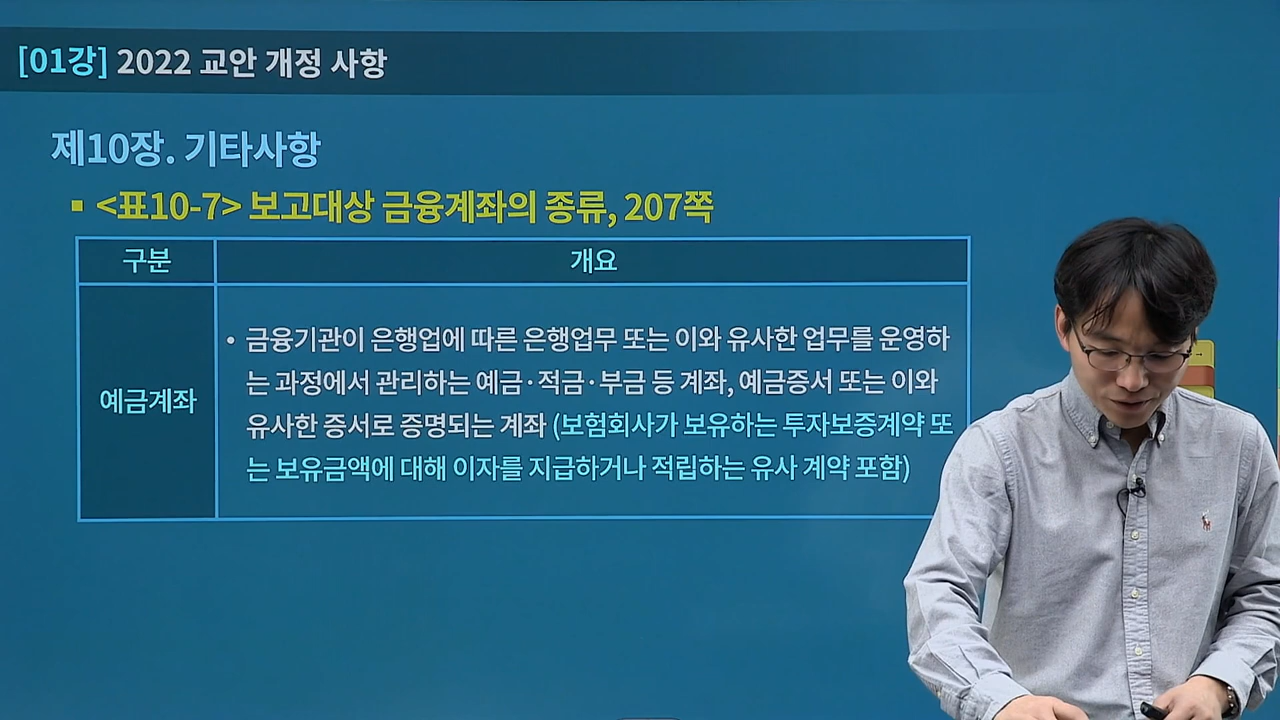 [01강] 2022 교안 개정 사항
제10장. 기타사항
▪ <표10-7> 보고대상 금융계좌의 종류, 207쪽
구분
개요
예금계좌
• 금융기관이 은행업에 따른 은행업무 또는 이와 유사한 업무를 운영하
는 과정에서 관리하는 예금·적금·부금 등 계좌, 예금증서 또는 이와
유사한 증서로 증명되는 계좌 (보험회사가 보유하는 투자보증계약 또
는 보유금액에 대해 이자를 지급하거나 적립하는 유사 계약 포함)